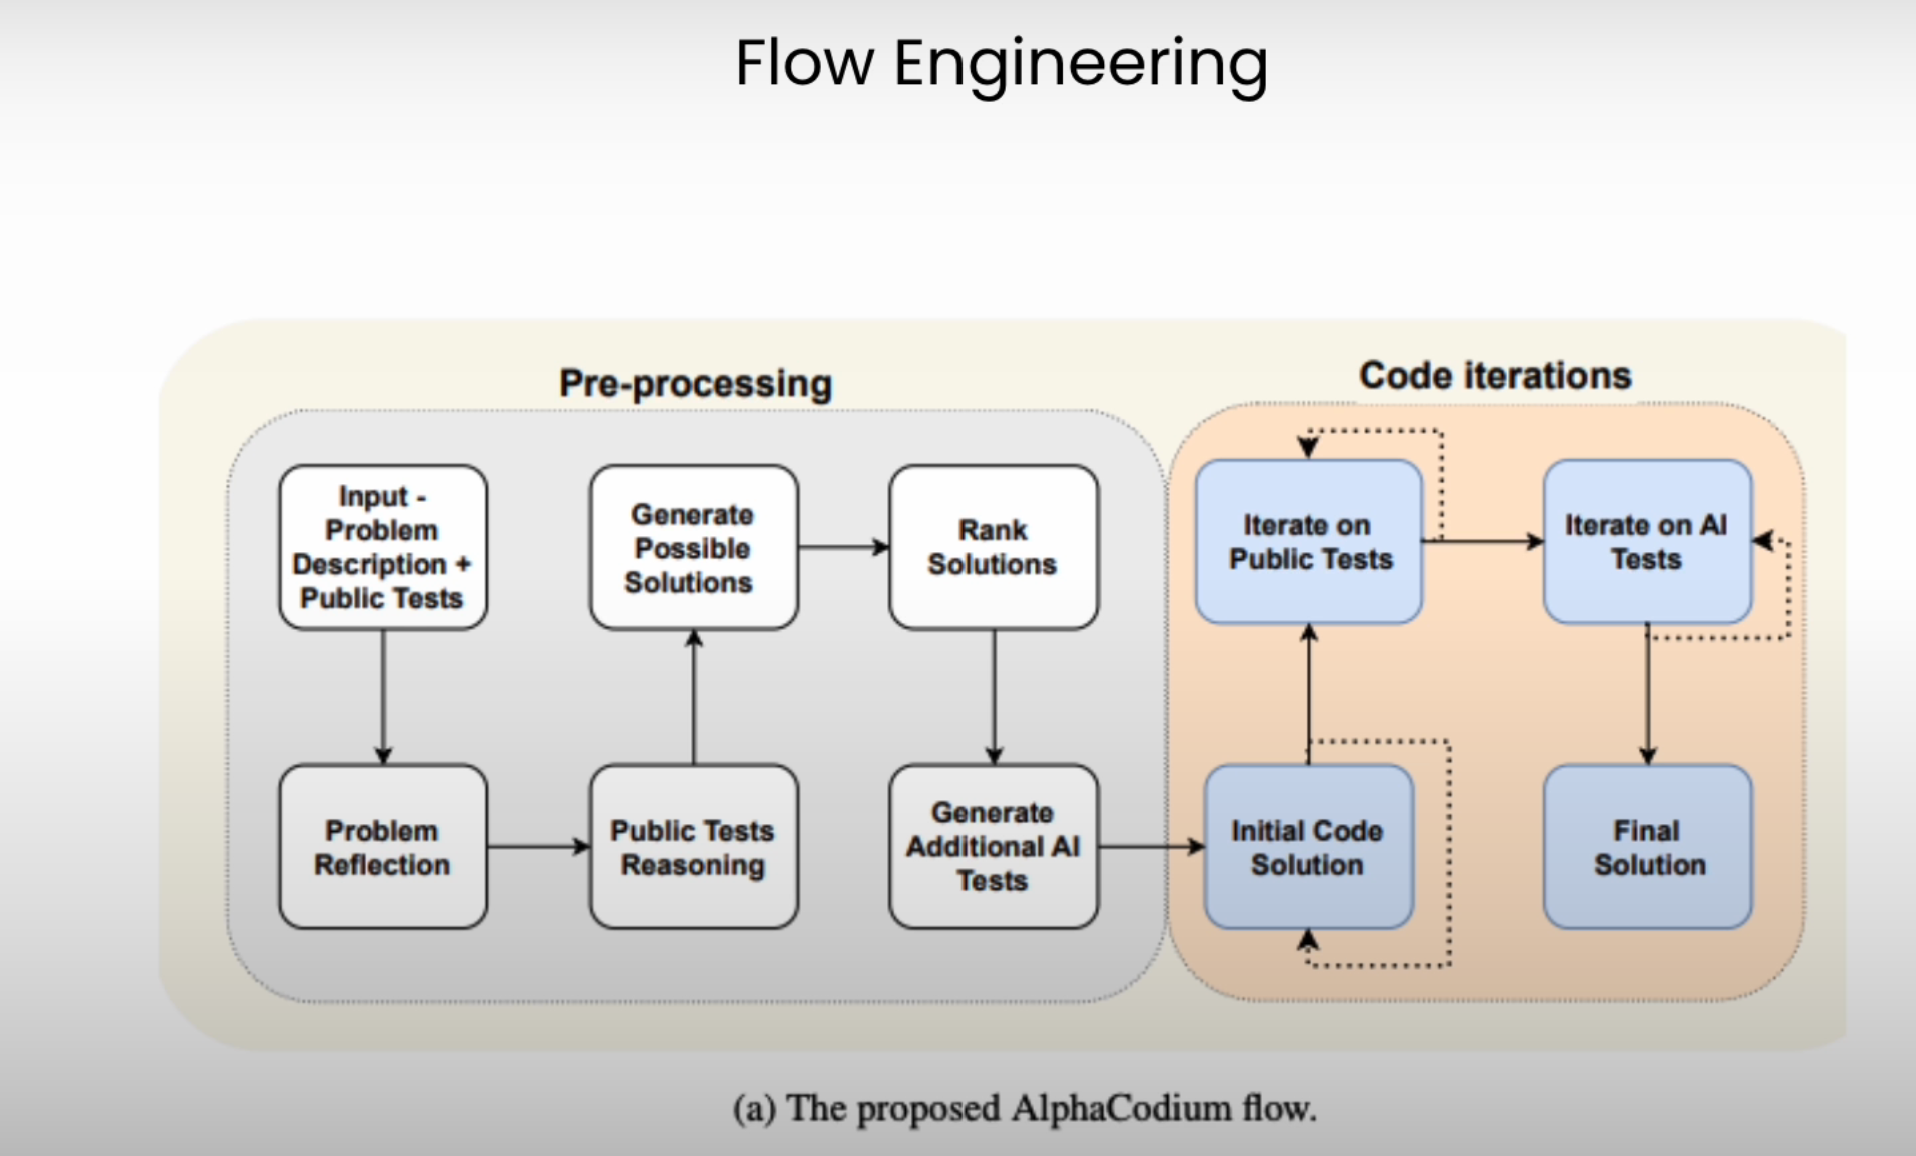 Flow Engineering
Pre-processing
Code iterations
Input -
Problem
Description +
Public Tests
Generate
Possible
Solutions
Rank
Solutions
Iterate on
Public Tests
Iterate on AI
Tests
Problem
Reflection
Public Tests
Reasoning
Generate
Additional AI
Tests
Initial Code
Solution
Final
Solution
(a) The proposed AlphaCodium flow.